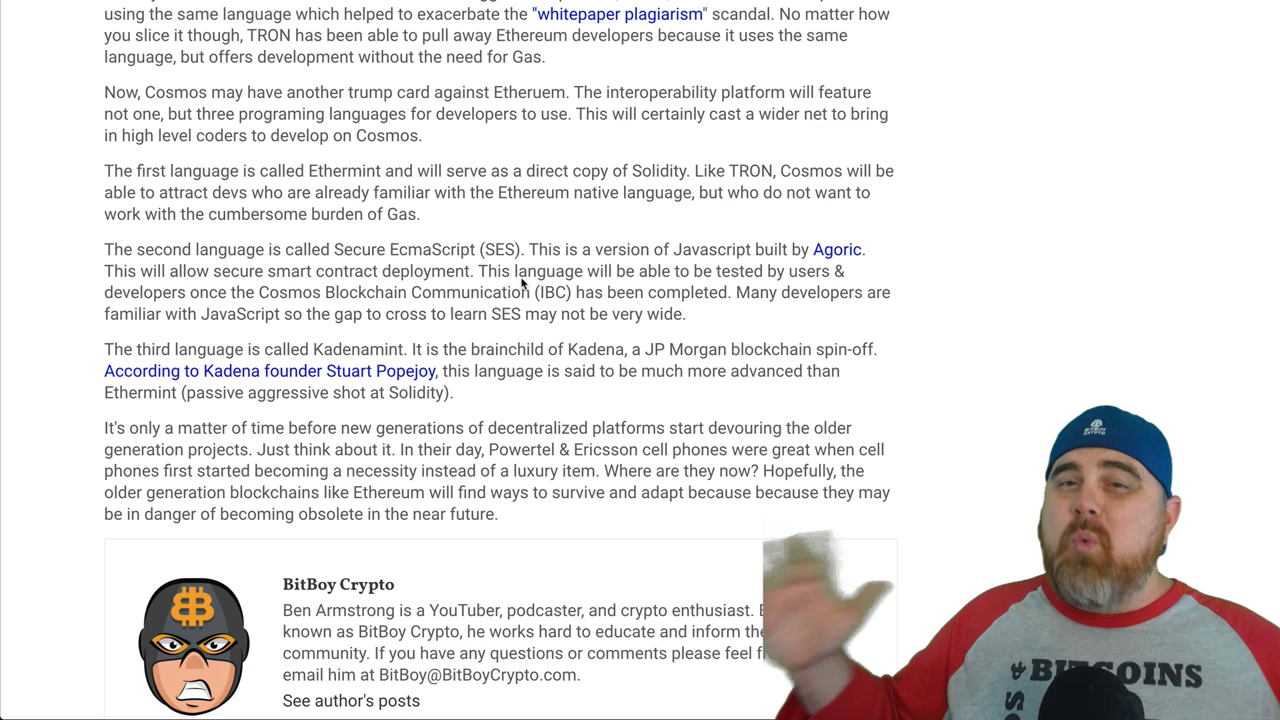 using the same language which helped to exacerbate the "whitepaper plagiarism" scandal. No matter how
you slice it though, TRON has been able to pull away Ethereum developers because it uses the same
language, but offers development without the need for Gas.
Now, Cosmos may have another trump card against Etheruem. The interoperability platform will feature
not one, but three programing languages for developers to use. This will certainly cast a wider net to bring
in high level coders to develop on Cosmos.
The first language is called Ethermint and will serve as a direct copy of Solidity. Like TRON, Cosmos will be
able to attract devs who are already familiar with the Ethereum native language, but who do not want to
work with the cumbersome burden of Gas.
The second language is called Secure EcmaScript (SES). This is a version of Javascript built by Agoric.
This will allow secure smart contract deployment. This language will be able to be tested by users &
developers once the Cosmos Blockchain Communication (IBC) has been completed. Many developers are
familiar with JavaScript so the gap to cross to learn SES may not be very wide.
The third language is called Kadenamint. It is the brainchild of Kadena, a JP Morgan blockchain spin-off.
According to Kadena founder Stuart Popejoy, this language is said to be much more advanced than
Ethermint (passive aggressive shot at Solidity).
It's only a matter of time before new generations of decentralized platforms start devouring the older
generation projects. Just think about it. In their day, Powertel & Ericsson cell phones were great when cell
phones first started becoming a necessity instead of a luxury item. Where are they now? Hopefully, the
older generation blockchains like Ethereum will find ways to survive and adapt because because they may
be in danger of becoming obsolete in the near future.
BitBoy Crypto
Ben Armstrong is a YouTuber, podcaster, and crypto enthusiast.
known as BitBoy Crypto, he works hard to educate and inform the
community. If you have any questions or comments please feel
email him at BitBoy@BitBoyCrypto.com.
See author's posts
BITBOY
CRYPTO
& BITCOINS